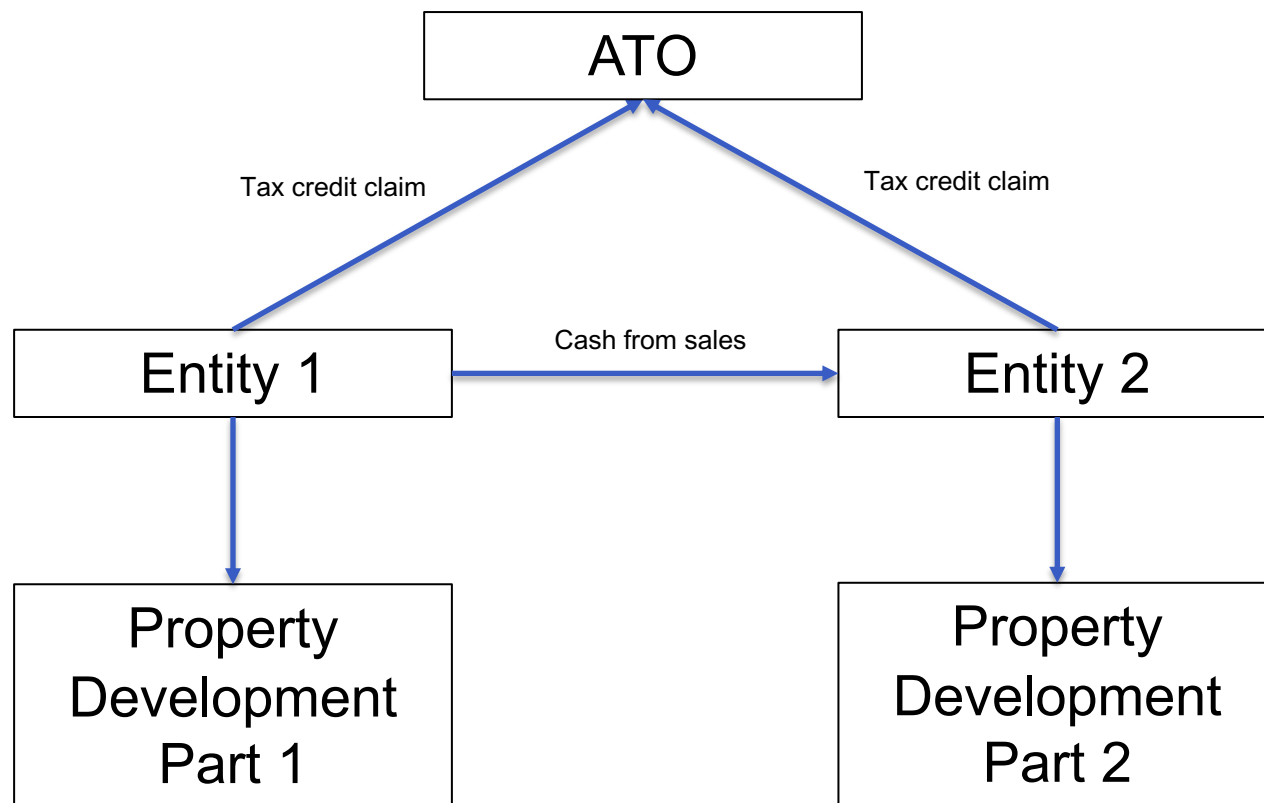 ATO
Tax credit claim
Tax credit claim
Entity 1
Cash from sales
Entity 2
Property
Development
Part 1
Property
Development
Part 2